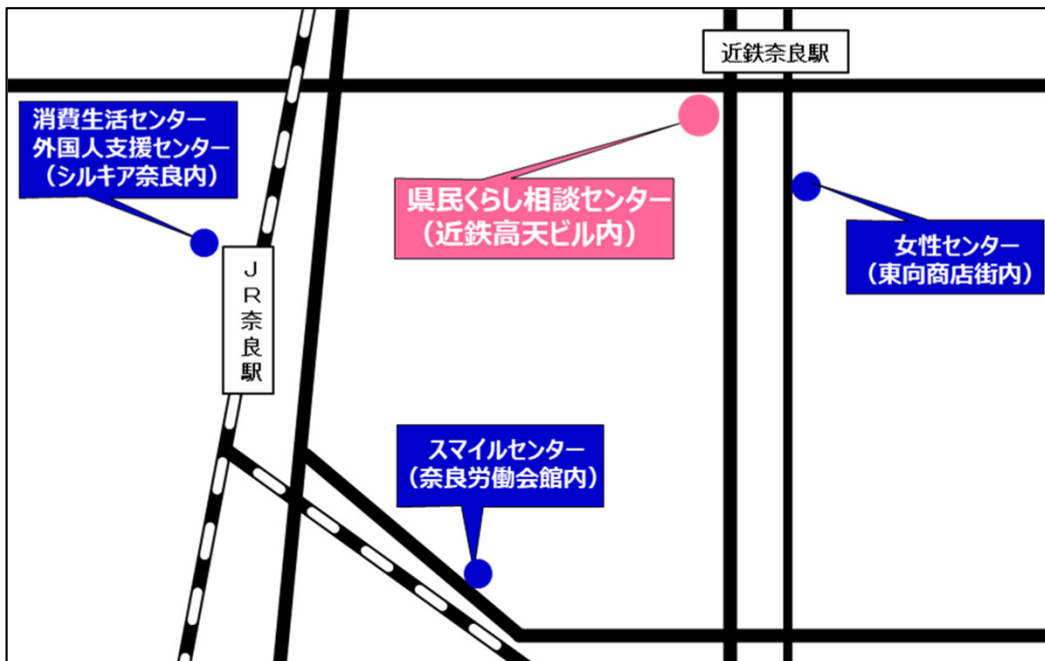 近鉄奈良駅
消費生活センター
外国人支援センター
(シルキア奈良内)
県民くらし相談センター
(近鉄高天ビル内)
女性センター
(東向商店街内)
JR奈良駅
スマイルセンター
(奈良労働会館内)